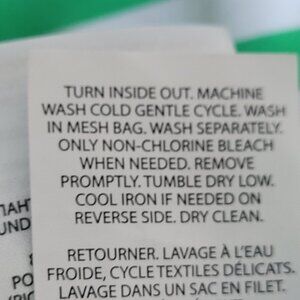 TURN INSIDE OUT. MACHINE
WASH COLD GENTLE CYCLE. WASH
IN MESH BAG. WASH SEPARATELY.
ONLY NON-CHLORINE BLEACH
WHEN NEEDED. REMOVE
PROMPTLY. TUMBLE DRY LOW.
COOL IRON IF NEEDED ON
REVERSE SIDE. DRY CLEAN.
RETOURNER. LAVAGE À L'EAU
FROIDE, CYCLE TEXTILES DÉLICATS.
LAVAGE DANS UN SAC EN FILET.